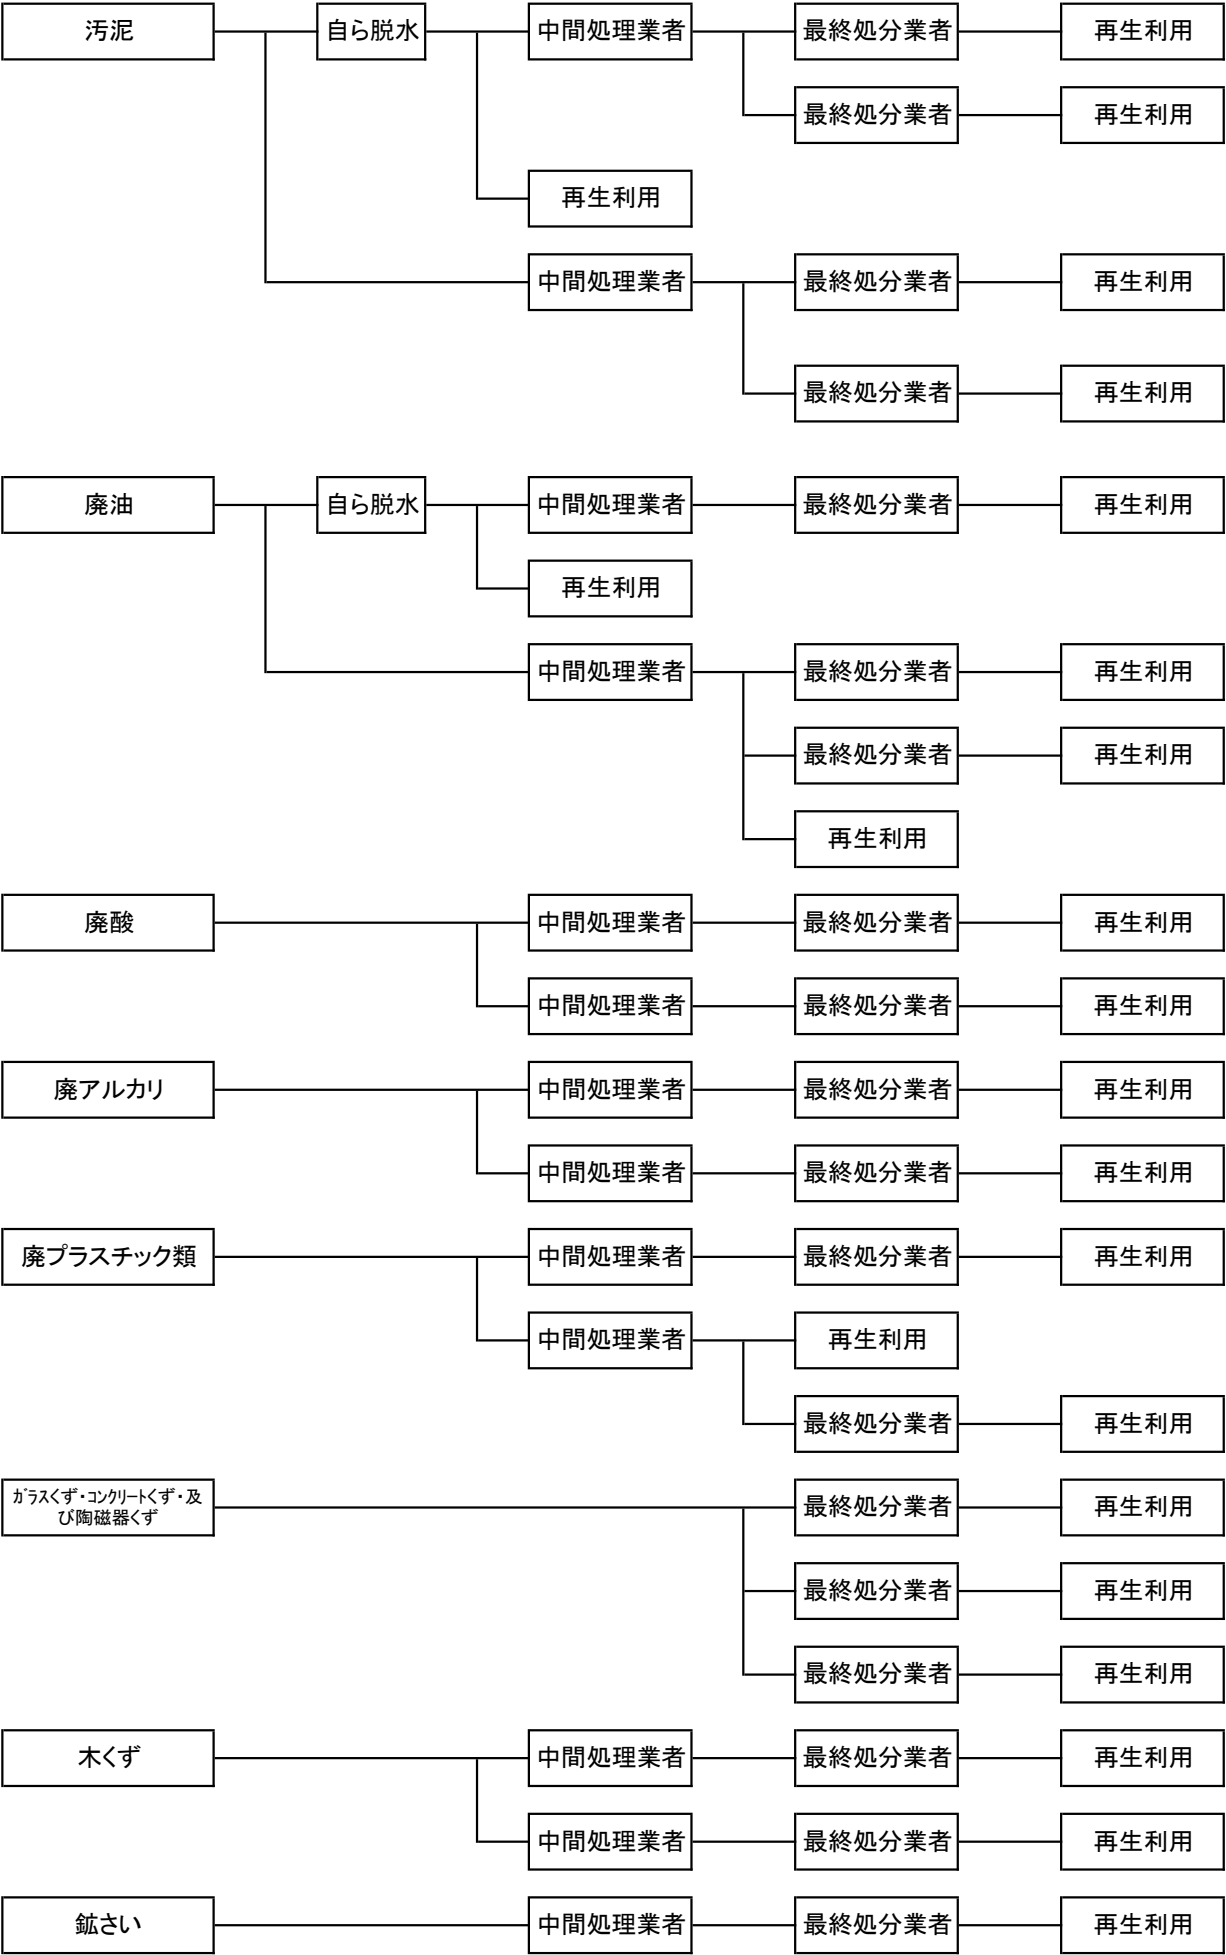 汚泥
自ら脱水
中間処理業者
最終処分業者
再生利用
最終処分業者
再生利用
再生利用
中間処理業者
最終処分業者
再生利用
最終処分業者
再生利用
廃油
自ら脱水
中間処理業者
最終処分業者
再生利用
再生利用
中間処理業者
最終処分業者
再生利用
最終処分業者
再生利用
再生利用
廃酸
中間処理業者
最終処分業者
再生利用
中間処理業者
最終処分業者
再生利用
廃アルカリ
中間処理業者
最終処分業者
再生利用
中間処理業者
最終処分業者
再生利用
廃プラスチック類
中間処理業者
最終処分業者
再生利用
中間処理業者
再生利用
最終処分業者
再生利用
ｶﾞﾗｽくず・ｺﾝｸﾘｰﾄくず・及
び陶磁器くず
最終処分業者
再生利用
最終処分業者
再生利用
最終処分業者
再生利用
木くず
中間処理業者
最終処分業者
再生利用
中間処理業者
最終処分業者
再生利用
鉱さい
中間処理業者
最終処分業者
再生利用